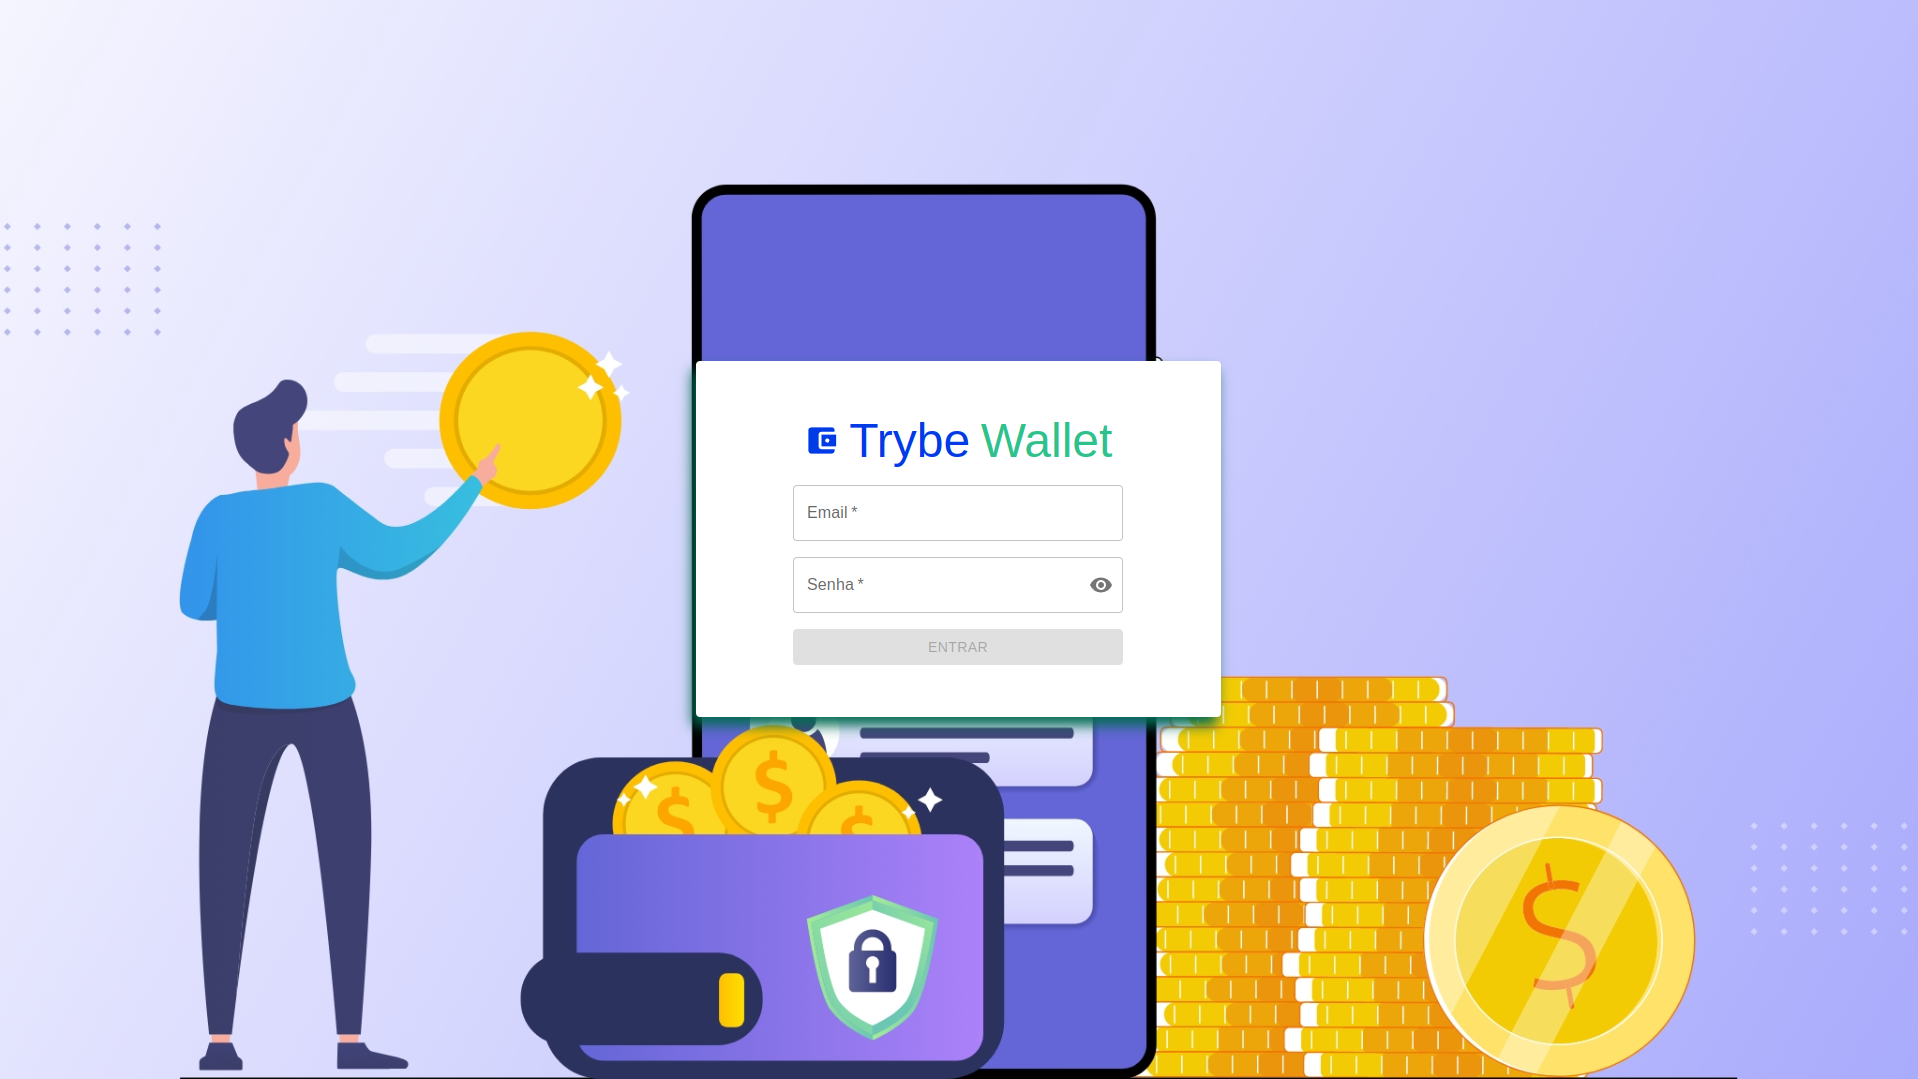 Trybe Wallet
Email *
Senha *
ENTRAR
$ $ $
$